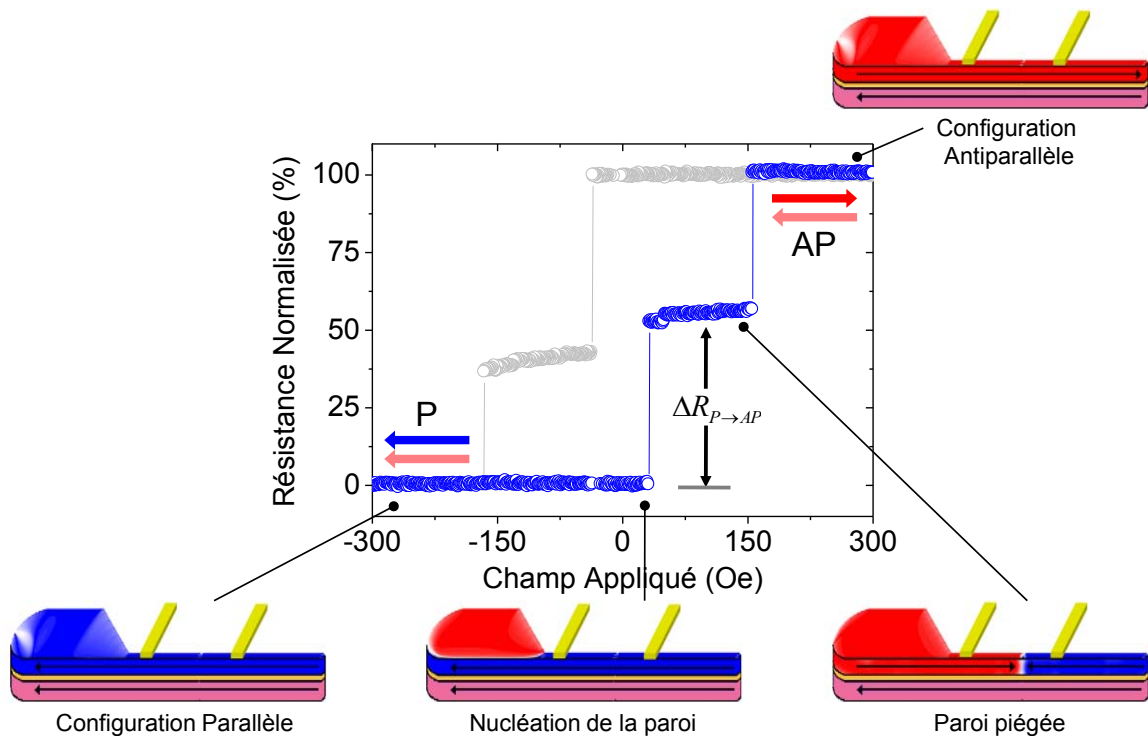 Configuration
Antiparallèle
Résistance Normalisée (%)
100
75
50
25
0
AP
P
ΔR P→AP
-300
-150
0
150
300
Champ Appliqué (Oe)
Configuration Parallèle
Nucléation de la paroi
Paroi piégée